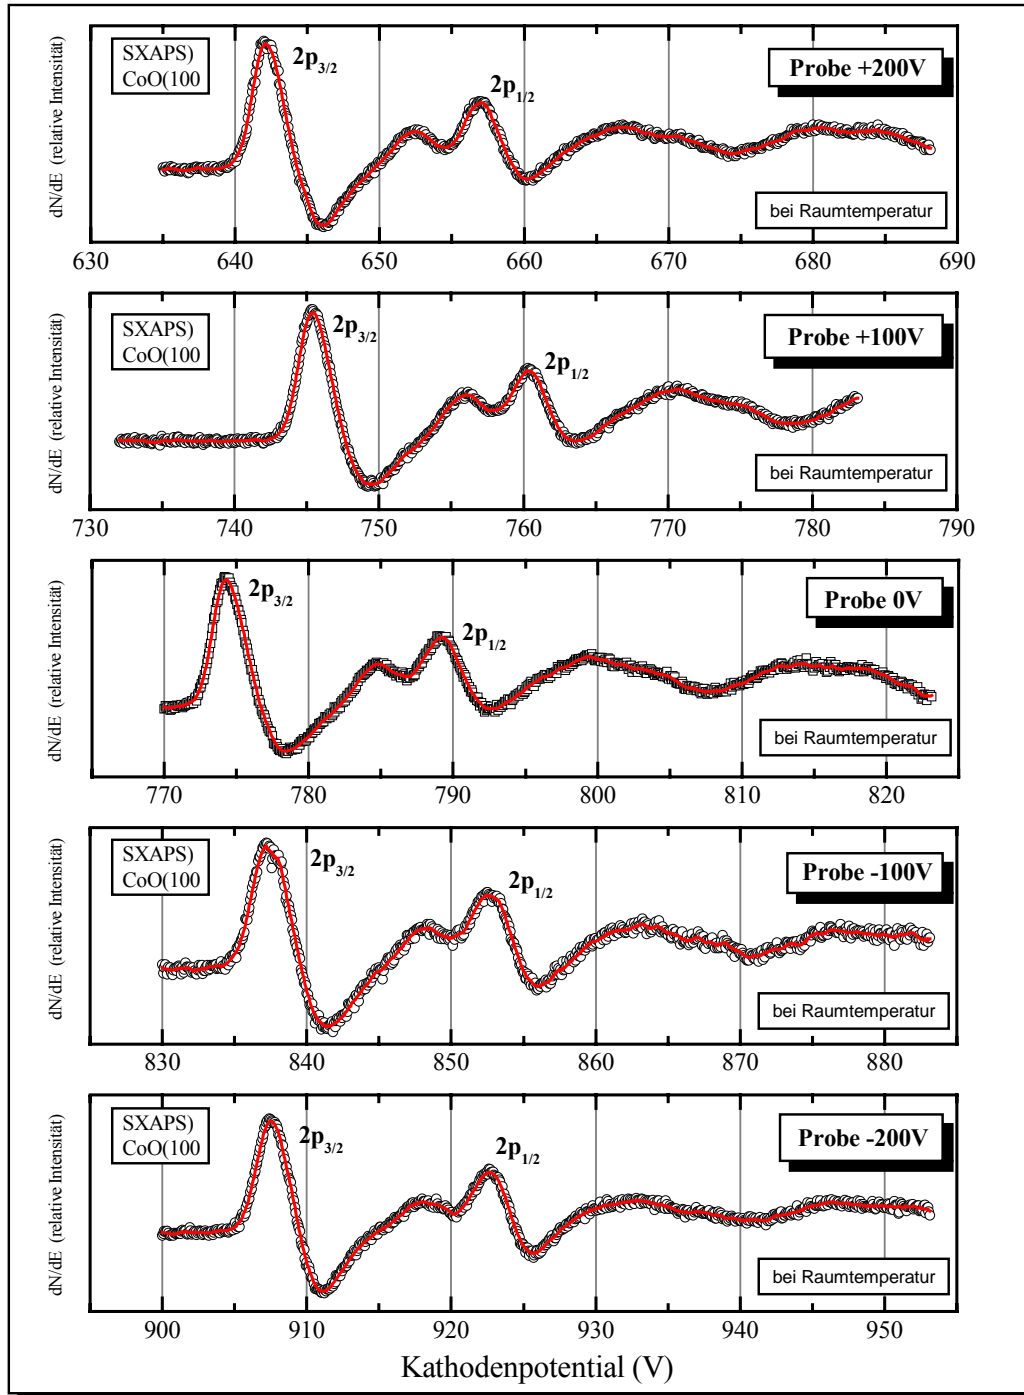 dN/dE (relative Intensität)
SXAPS)
CoO(100
2p3/2
2p1/2
Probe +200V
bei Raumtemperatur
630 640 650 660 670 680 690
dN/dE (relative Intensität)
SXAPS)
CoO(100
2p3/2
2p1/2
Probe +100V
bei Raumtemperatur
730 740 750 760 770 780 790
dN/dE (relative Intensität)
2p3/2
2p1/2
Probe 0V
bei Raumtemperatur
770 780 790 800 810 820
dN/dE (relative Intensität)
SXAPS)
CoO(100
2p3/2
2p1/2
Probe -100V
bei Raumtemperatur
830 840 850 860 870 880
dN/dE (relative Intensität)
SXAPS)
CoO(100
2p3/2
2p1/2
Probe -200V
bei Raumtemperatur
900 910 920 930 940 950
Kathodenpotential (V)